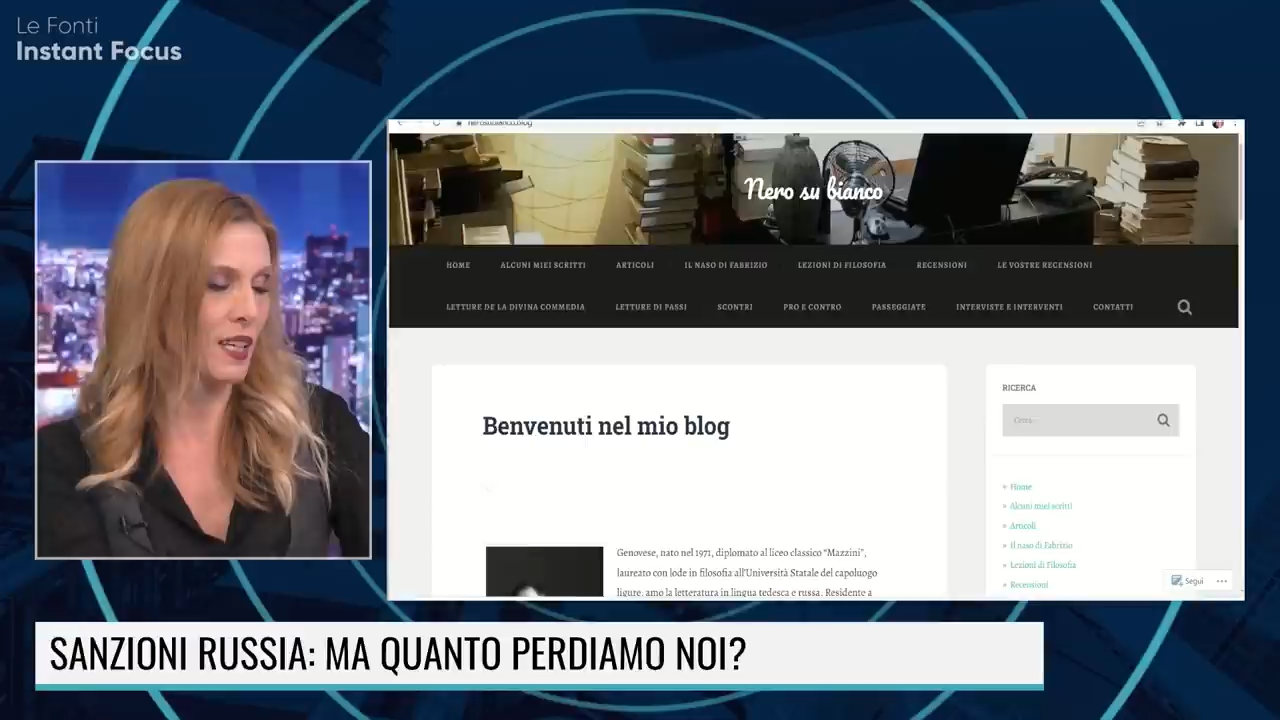 Le Fonti
Instant Focus
Nero su bianco
HOME ALCUNI MIEI SCRITTI ARTICOLI IL NASO DI FABRIZIO LEZIONI DI FILOSOFIA RECENSIONI LE VOSTRE RECENSIONI
LETTURE DE LA DIVINA COMMEDIA LETTURE DI PASSI SCONTRI PRO E CONTRO PASSEGGIATE INTERVISTE E INTERVENTI CONTATTI
Benvenuti nel mio blog
Genovese, nato nel 1971, diplomato al liceo classico “Mazzini”,
laureato con lode in filosofia all'Università Statale del capoluogo
ligure, amo la letteratura in lingua tedesca e russa. Residente a
RICERCA
Cerca…
» Home
» Alcuni miei scritti
» Articoli
» Il naso di Fabrizio
» Lezioni di Filosofia
» Recensioni
Segui
SANZIONI RUSSIA: MA QUANTO PERDIAMO NOI?